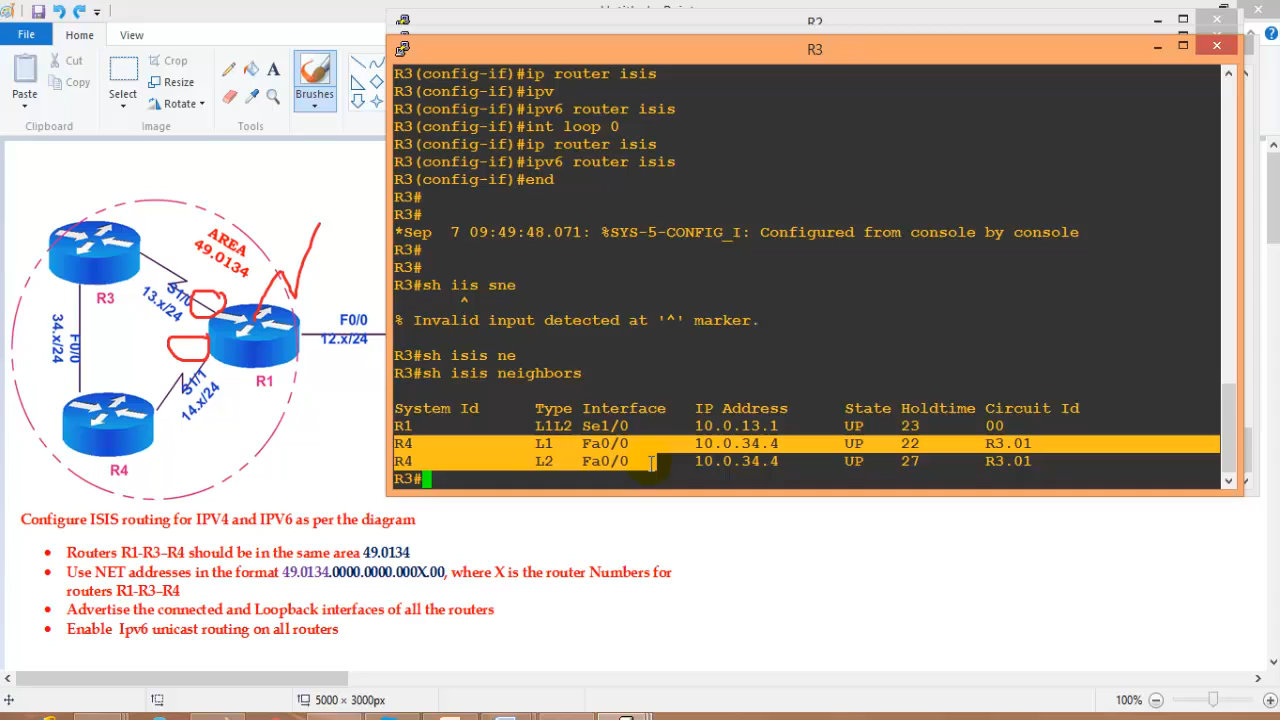 R2
R3
File
Home
View
Cut
Copy
Paste
Clipboard
Select
Crop
Resize
Rotate
Image
A
Tools
Brushes
R3(config-if)#ip router isis
R3(config-if)#ipv
R3(config-if)#ipv6 router isis
R3(config-if)#int loop 0
R3(config-if)#ip router isis
R3(config-if)#ipv6 router isis
R3(config-if)#end
R3#
R3#
*Sep  7 09:49:48.071: %SYS-5-CONFIG_I: Configured from console by console
R3#
R3#
R3#sh iis sne
^
% Invalid input detected at '^' marker.
R3#sh isis ne
R3#sh isis neighbors
System Id Type Interface IP Address State Holdtime Circuit Id
R1 L1L2 Se1/0 10.0.13.1 UP 23 00
R4 L1 Fa0/0 10.0.34.4 UP 22 R3.01
R4 L2 Fa0/0 10.0.34.4 UP 27 R3.01
R3#
AREA
49.0134
R3
S1/0
13.x/24
F0/0
34.x/24
F0/0
12.x/24
R1
S1/1
14.x/24
R4
Configure ISIS routing for IPV4 and IPV6 as per the diagram
• Routers R1-R3–R4 should be in the same area 49.0134
• Use NET addresses in the format 49.0134.0000.0000.000X.00, where X is the router Numbers for
routers R1-R3–R4
• Advertise the connected and Loopback interfaces of all the routers
• Enable Ipv6 unicast routing on all routers
5000 × 3000px
100%